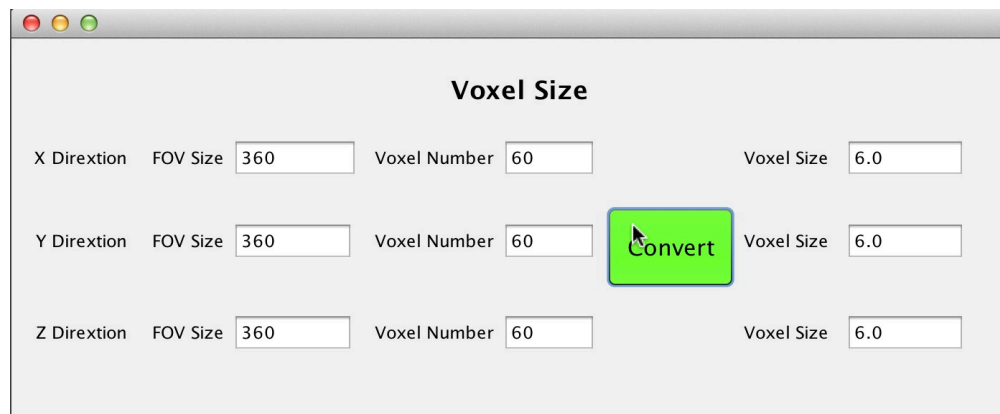 Voxel Size
X Dirextion FOV Size 360 Voxel Number 60 Voxel Size 6.0
Y Dirextion FOV Size 360 Voxel Number 60 Convert Voxel Size 6.0
Z Dirextion FOV Size 360 Voxel Number 60 Voxel Size 6.0